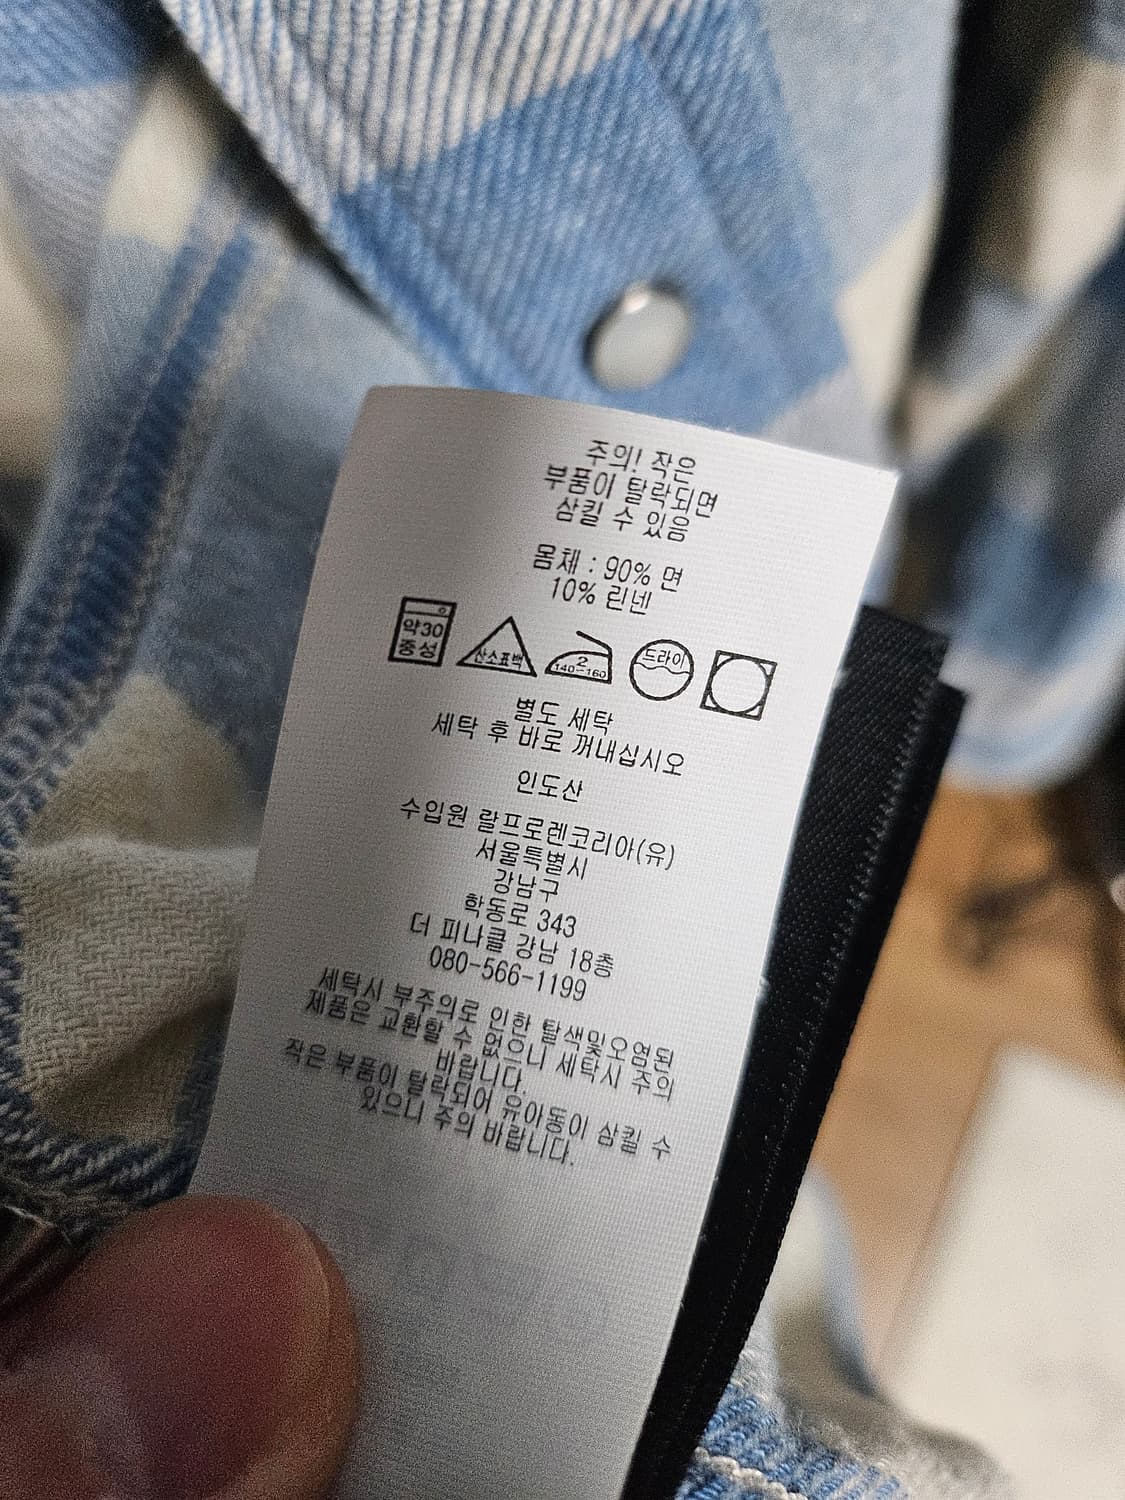 주의! 작은
부품이 탈락되면
삼킬 수 있음
몸체 : 90% 면
10% 린넨
약30
중성
산소표백
2
140~160
드라이
별도 세탁
세탁 후 바로 꺼내십시오
인도산
수입원 랄프로렌코리아(유)
서울특별시
강남구
학동로 343
더 피나클 강남 18층
080-566-1199
세탁시 부주의로 인한 탈색및오염된
제품은 교환할 수 없으니 세탁시 주의
바랍니다.
작은 부품이 탈락되어 유아동이 삼킬 수
있으니 주의 바랍니다.